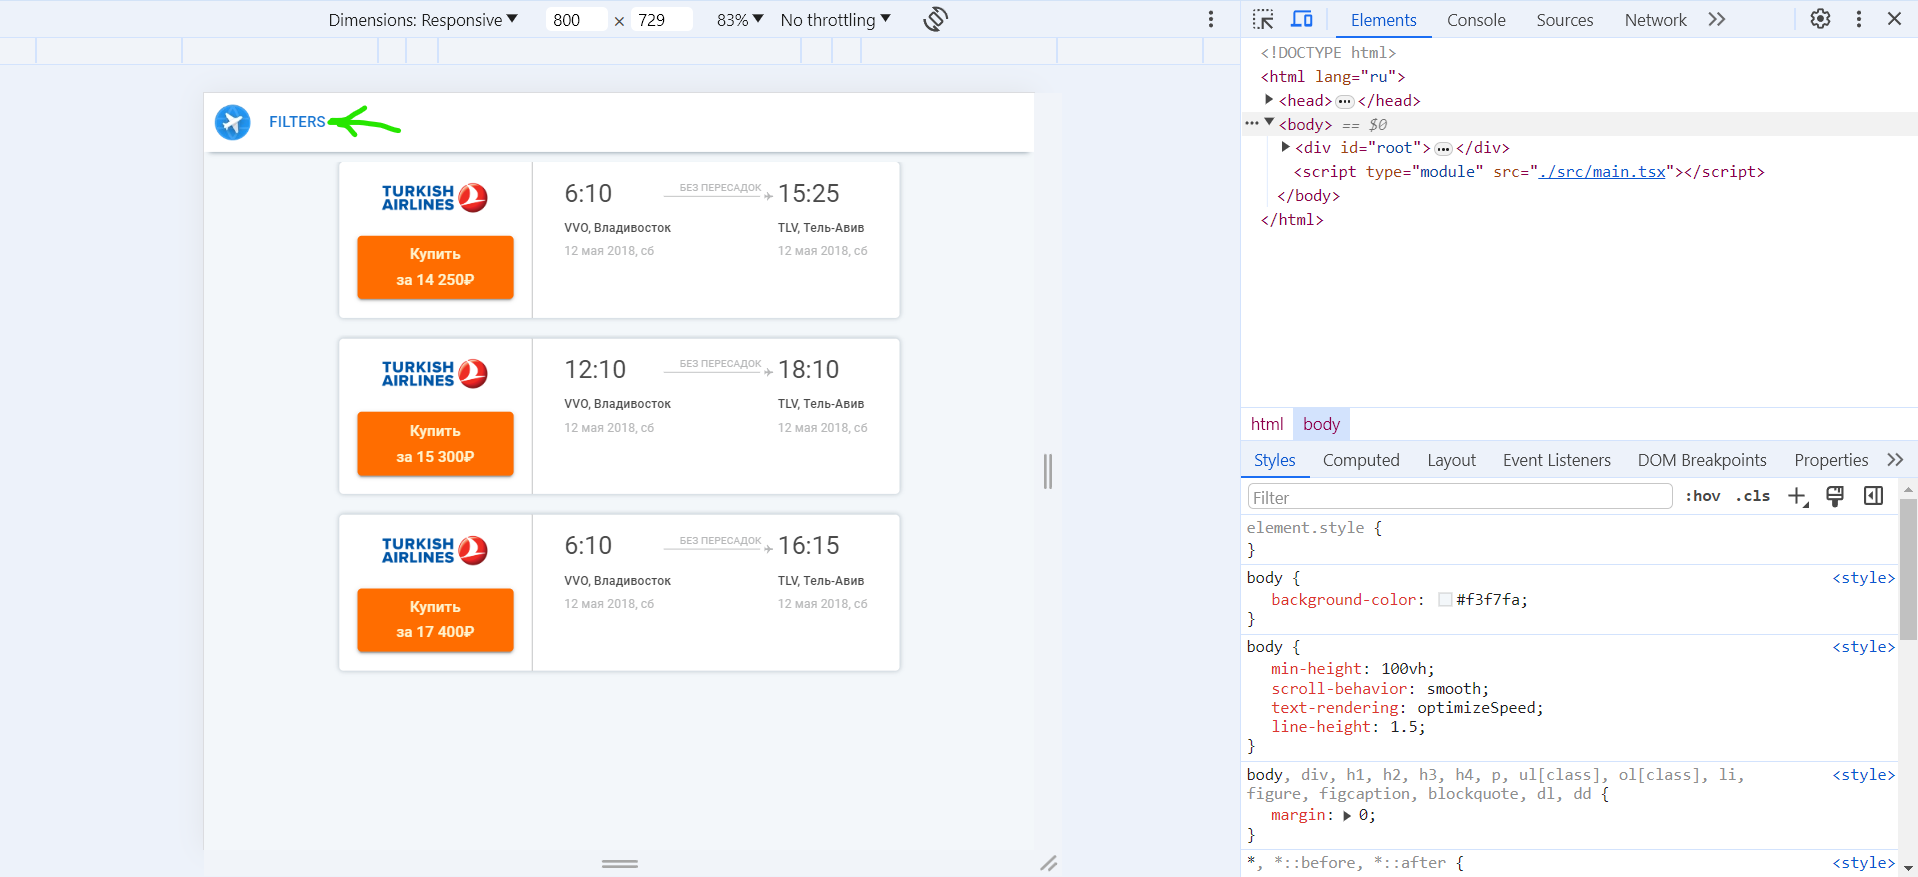 Dimensions: Responsive ▼ 800 × 729 83% ▼ No throttling ▼
Elements Console Sources Network
FILTERS
TURKISH AIRLINES
Купить
за 14 250₽
6:10 БЕЗ ПЕРЕСАДОК 15:25
VVO, Владивосток TLV, Тель-Авив
12 мая 2018, сб 12 мая 2018, сб
TURKISH AIRLINES
Купить
за 15 300₽
12:10 БЕЗ ПЕРЕСАДОК 18:10
VVO, Владивосток TLV, Тель-Авив
12 мая 2018, сб 12 мая 2018, сб
TURKISH AIRLINES
Купить
за 17 400₽
6:10 БЕЗ ПЕРЕСАДОК 16:15
VVO, Владивосток TLV, Тель-Авив
12 мая 2018, сб 12 мая 2018, сб
<!DOCTYPE html>
<html lang="ru">
<head>…</head>
<body> == $0
<div id="root">…</div>
<script type="module" src="./src/main.tsx"></script>
</body>
</html>
html body
Styles Computed Layout Event Listeners DOM Breakpoints Properties
Filter :hov .cls
element.style {
}
body { <style>
background-color: #f3f7fa;
}
body { <style>
min-height: 100vh;
scroll-behavior: smooth;
text-rendering: optimizeSpeed;
line-height: 1.5;
}
body, div, h1, h2, h3, h4, p, ul[class], ol[class], li, <style>
figure, figcaption, blockquote, dl, dd {
margin: ▶ 0;
}
*, *::before, *::after { <style>